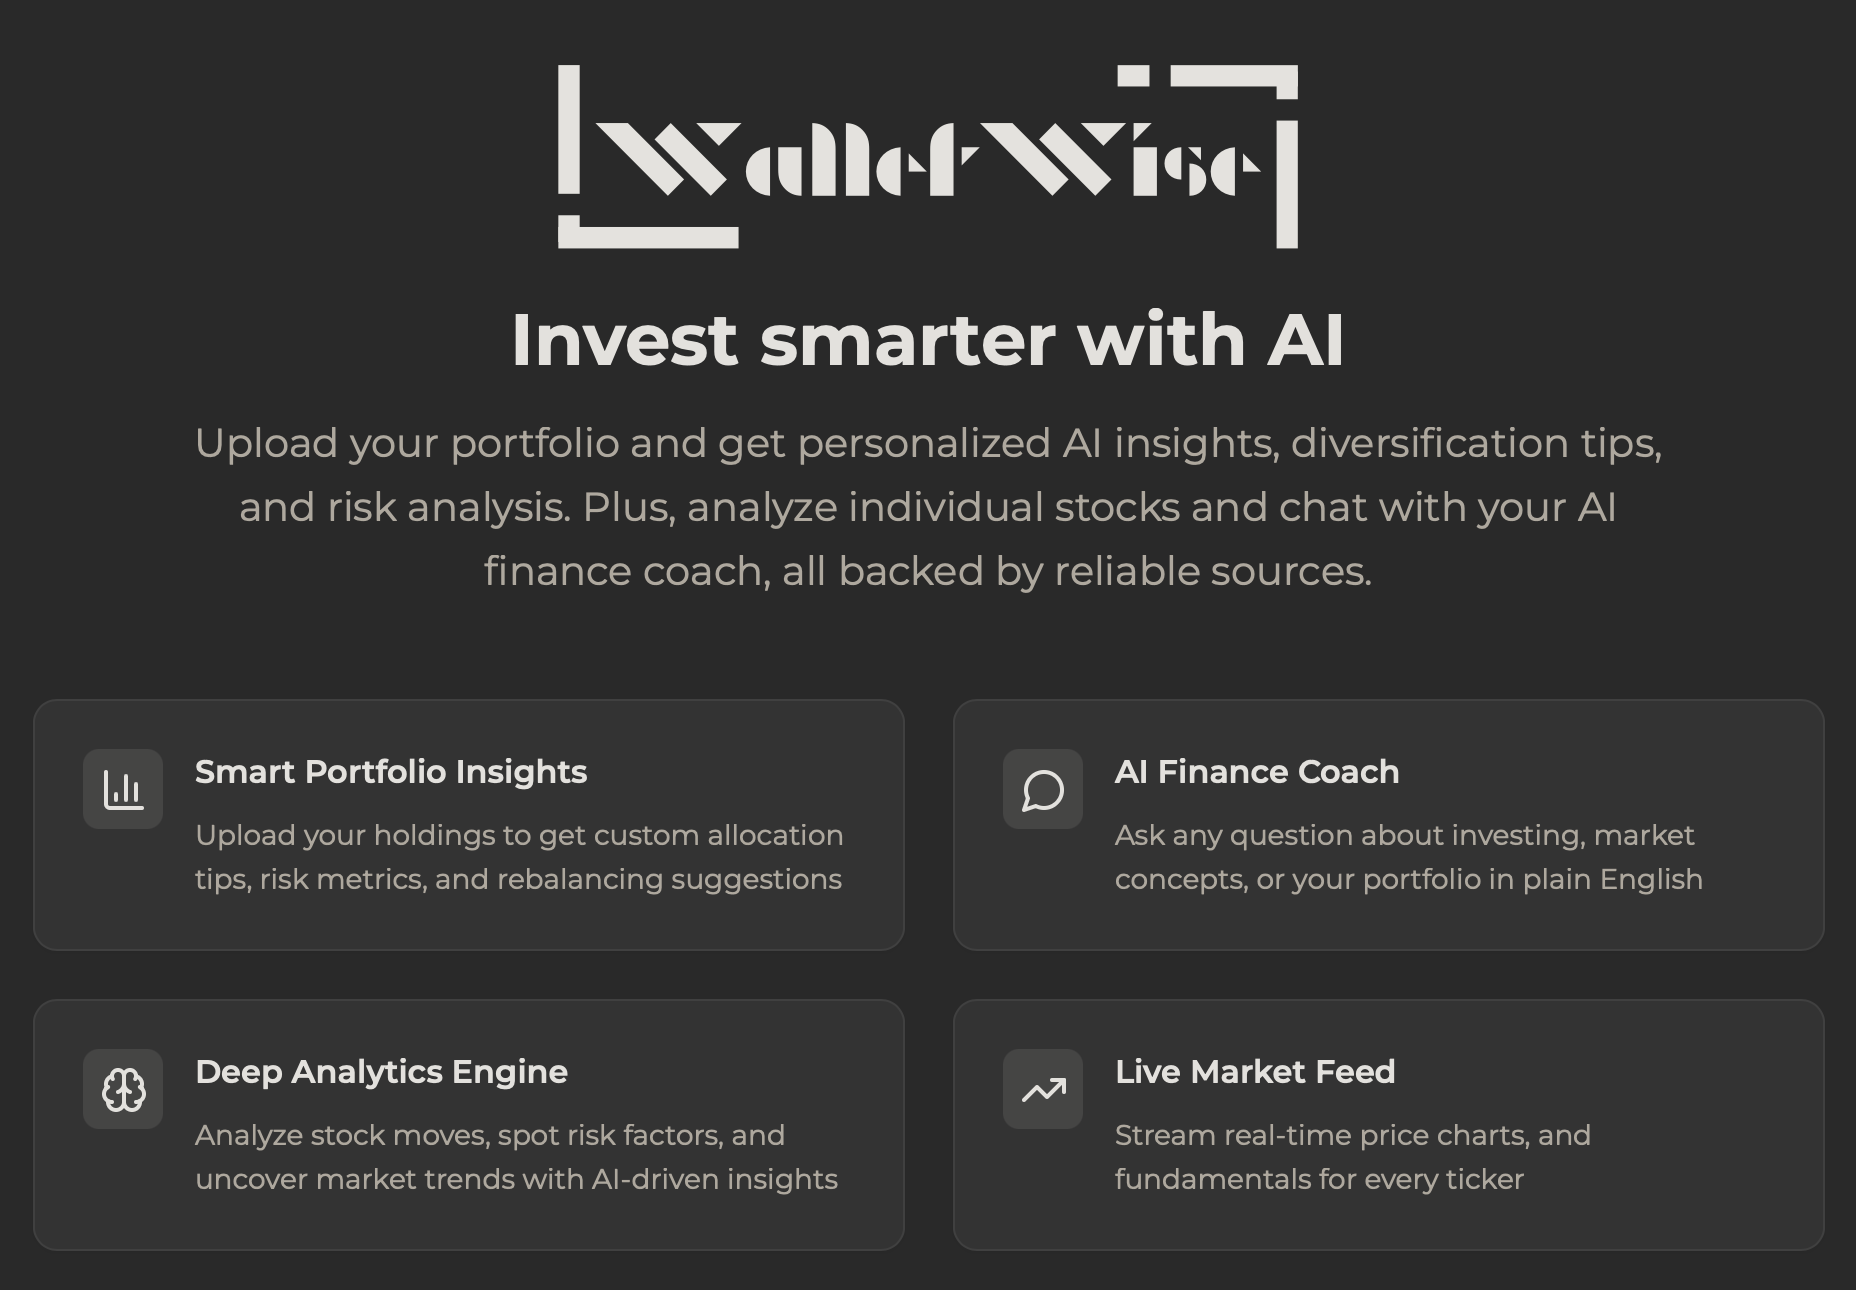 WalletWise
Invest smarter with AI
Upload your portfolio and get personalized AI insights, diversification tips,
and risk analysis. Plus, analyze individual stocks and chat with your AI
finance coach, all backed by reliable sources.
Smart Portfolio Insights
Upload your holdings to get custom allocation
tips, risk metrics, and rebalancing suggestions
AI Finance Coach
Ask any question about investing, market
concepts, or your portfolio in plain English
Deep Analytics Engine
Analyze stock moves, spot risk factors, and
uncover market trends with AI-driven insights
Live Market Feed
Stream real-time price charts, and
fundamentals for every ticker